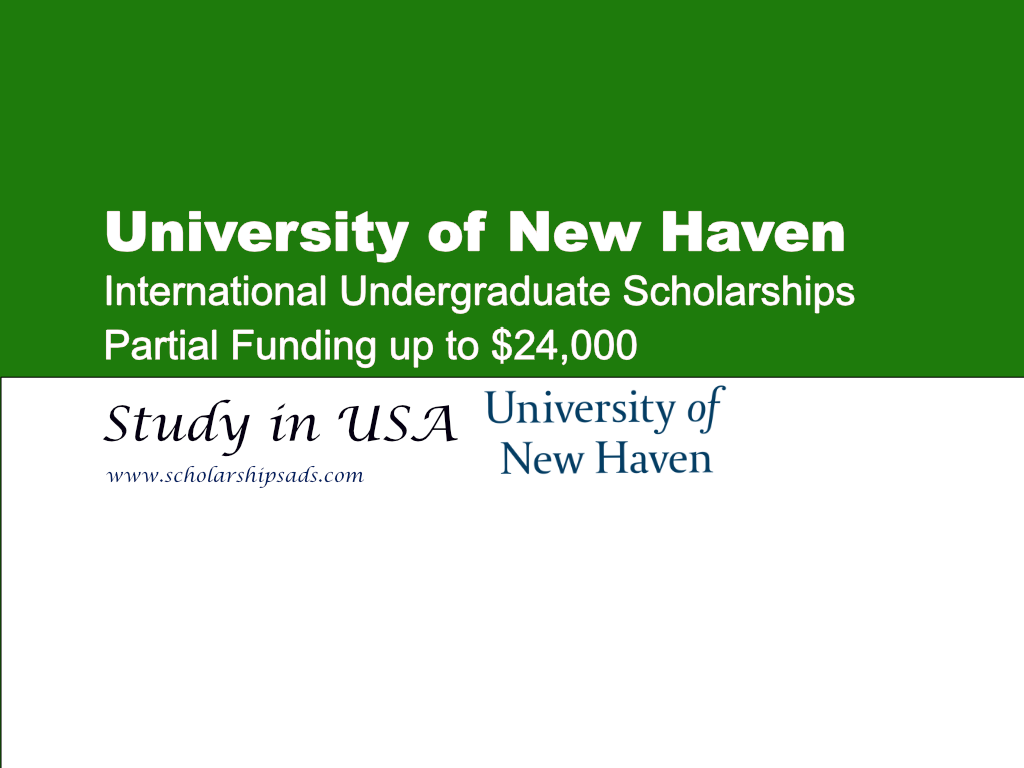 University of New Haven
International Undergraduate Scholarships
Partial Funding up to $24,000
Study in USA
www.scholarshipsads.com
University of
New Haven